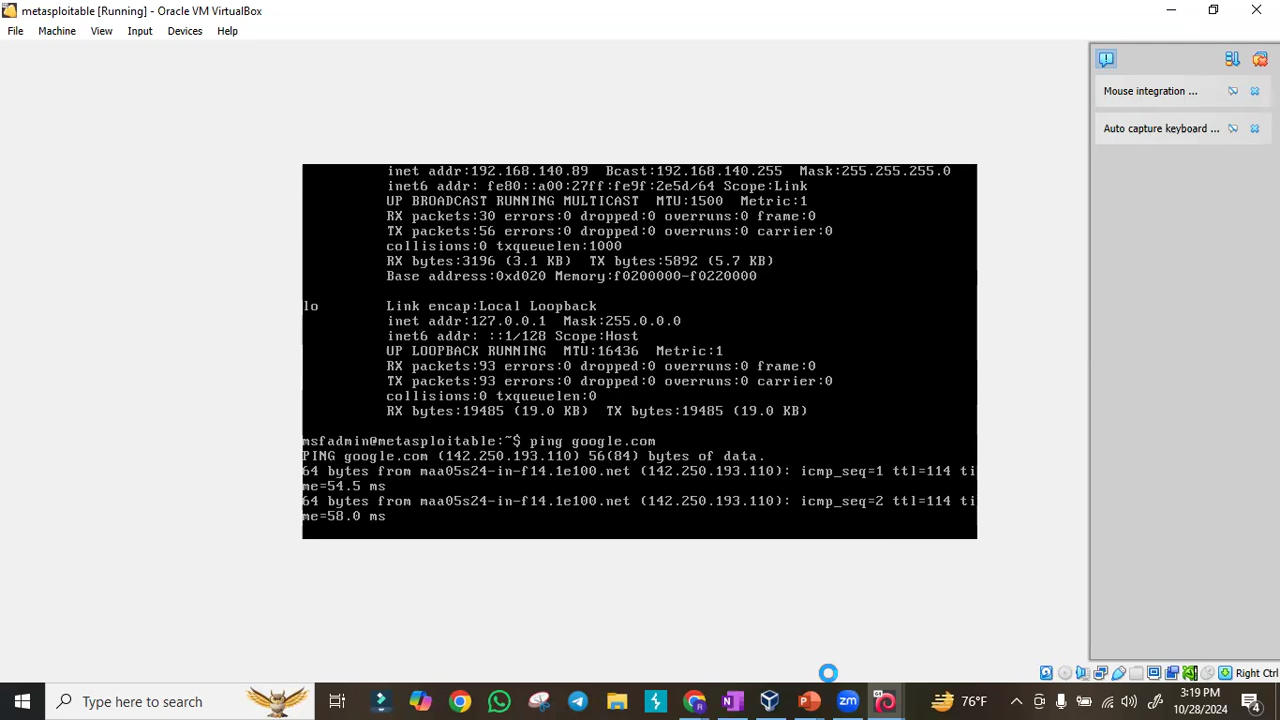 metasploitable [Running] - Oracle VM VirtualBox
File Machine View Input Devices Help
Mouse integration ...
Auto capture keyboard ...
inet addr:192.168.140.89 Bcast:192.168.140.255 Mask:255.255.255.0
inet6 addr: fe80::a00:27ff:fe9f:2e5d/64 Scope:Link
UP BROADCAST RUNNING MULTICAST MTU:1500 Metric:1
RX packets:30 errors:0 dropped:0 overruns:0 frame:0
TX packets:56 errors:0 dropped:0 overruns:0 carrier:0
collisions:0 txqueuelen:1000
RX bytes:3196 (3.1 KB) TX bytes:5892 (5.7 KB)
Base address:0xd020 Memory:f0200000-f0220000
lo Link encap:Local Loopback
inet addr:127.0.0.1 Mask:255.0.0.0
inet6 addr: ::1/128 Scope:Host
UP LOOPBACK RUNNING MTU:16436 Metric:1
RX packets:93 errors:0 dropped:0 overruns:0 frame:0
TX packets:93 errors:0 dropped:0 overruns:0 carrier:0
collisions:0 txqueuelen:0
RX bytes:19485 (19.0 KB) TX bytes:19485 (19.0 KB)
msfadmin@metasploitable:~$ ping google.com
PING google.com (142.250.193.110) 56(84) bytes of data.
64 bytes from maa05s24-in-f14.1e100.net (142.250.193.110): icmp_seq=1 ttl=114 ti
me=54.5 ms
64 bytes from maa05s24-in-f14.1e100.net (142.250.193.110): icmp_seq=2 ttl=114 ti
me=58.0 ms
Right Ctrl
Type here to search
zm
76°F
3:19 PM
10/28/2024
4